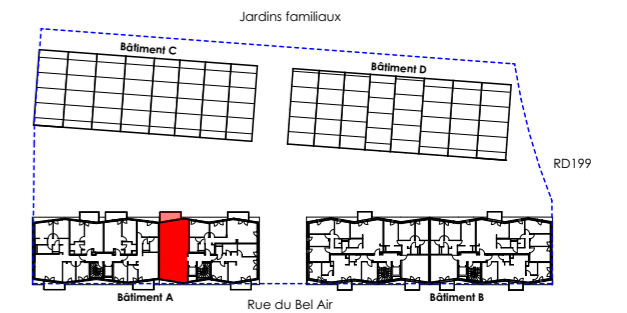 Jardins familiaux
Bâtiment C
Bâtiment D
RD199
Bâtiment A
Bâtiment B
Rue du Bel Air